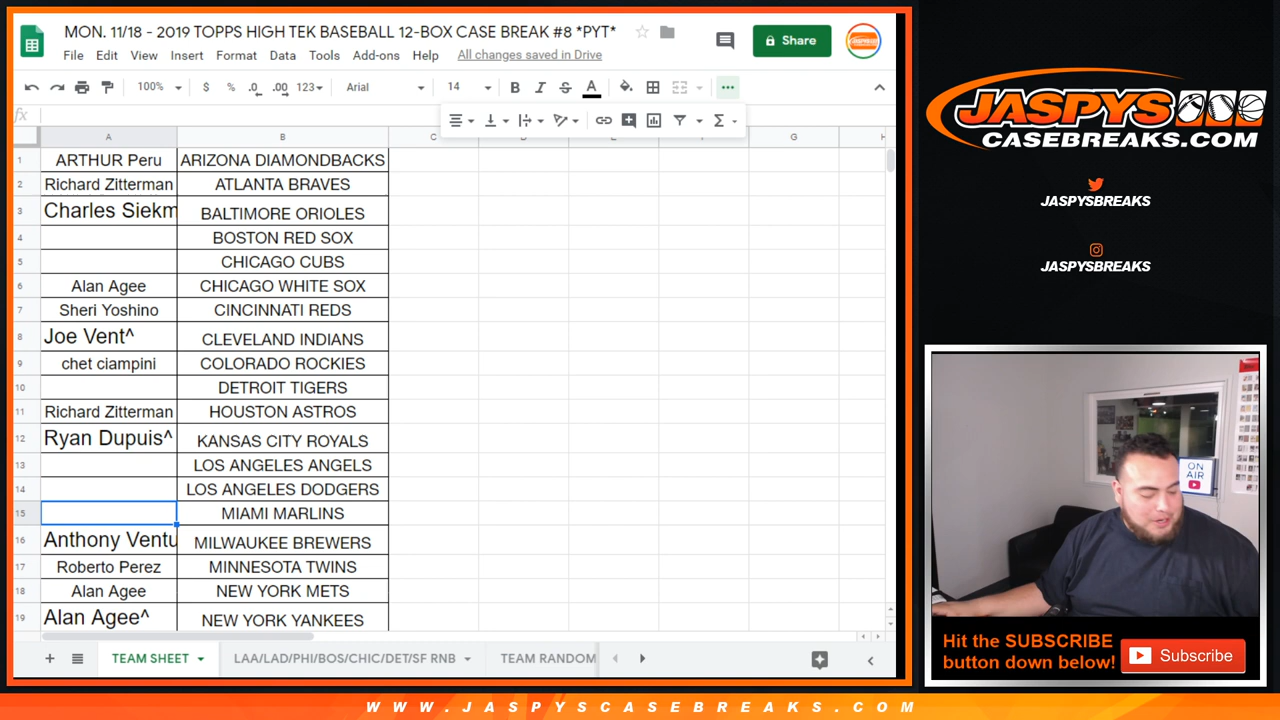 MON. 11/18 - 2019 TOPPS HIGH TEK BASEBALL 12-BOX CASE BREAK #8 *PYT*
Share
File Edit View Insert Format Data Tools Add-ons Help All changes saved in Drive
100% $ % .0 .00 123 Arial 14 B I S A
fx
A B C G H
1 ARTHUR Peru ARIZONA DIAMONDBACKS
2 Richard Zitterman ATLANTA BRAVES
3 Charles Siekm BALTIMORE ORIOLES
4 BOSTON RED SOX
5 CHICAGO CUBS
6 Alan Agee CHICAGO WHITE SOX
7 Sheri Yoshino CINCINNATI REDS
8 Joe Vent^ CLEVELAND INDIANS
9 chet ciampini COLORADO ROCKIES
10 DETROIT TIGERS
11 Richard Zitterman HOUSTON ASTROS
12 Ryan Dupuis^ KANSAS CITY ROYALS
13 LOS ANGELES ANGELS
14 LOS ANGELES DODGERS
15 MIAMI MARLINS
16 Anthony Ventu MILWAUKEE BREWERS
17 Roberto Perez MINNESOTA TWINS
18 Alan Agee NEW YORK METS
19 Alan Agee^ NEW YORK YANKEES
TEAM SHEET LAA/LAD/PHI/BOS/CHIC/DET/SF RNB TEAM RANDOM
JASPYS
CASEBREAKS.COM
JASPYSBREAKS
JASPYSBREAKS
ON AIR
Hit the SUBSCRIBE
button down below!
Subscribe
WWW.JASPYSCASEBREAKS.COM